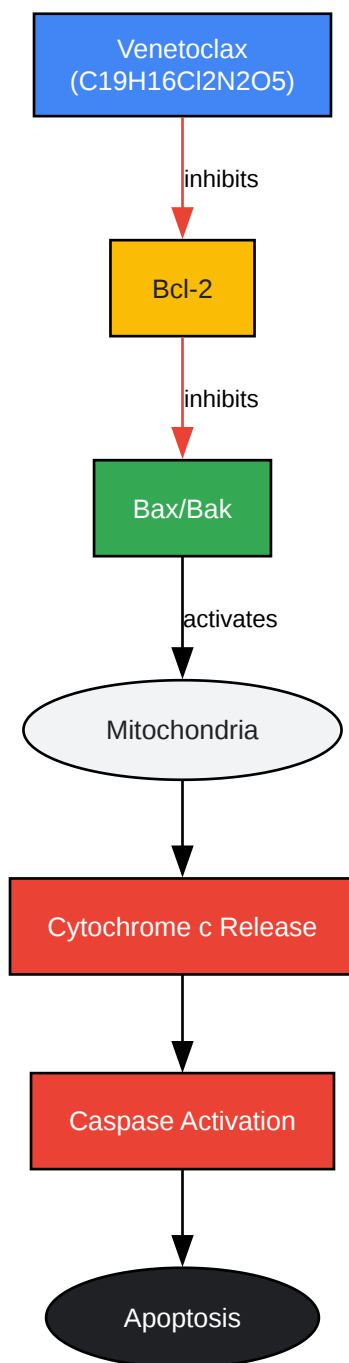 Venetoclax
(C19H16Cl2N2O5)
inhibits
Bcl-2
inhibits
Bax/Bak
activates
Mitochondria
Cytochrome c Release
Caspase Activation
Apoptosis